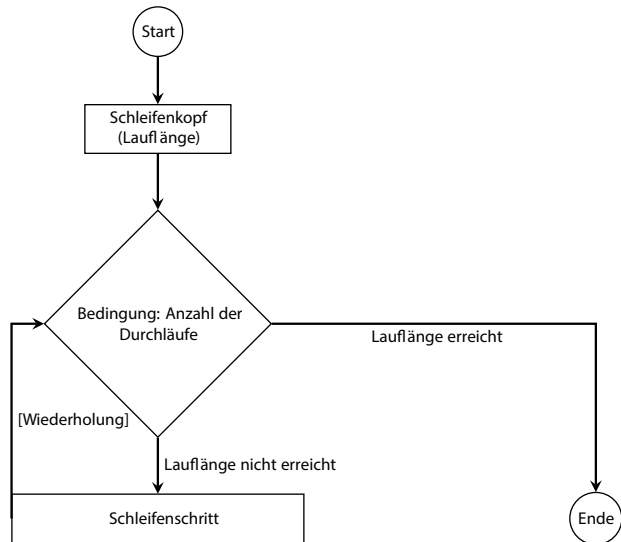 Start
Schleifenkopf
(Lauflänge)
Bedingung: Anzahl der
Durchläufe
Lauflänge erreicht
[Wiederholung]
Lauflänge nicht erreicht
Schleifenschritt
Ende